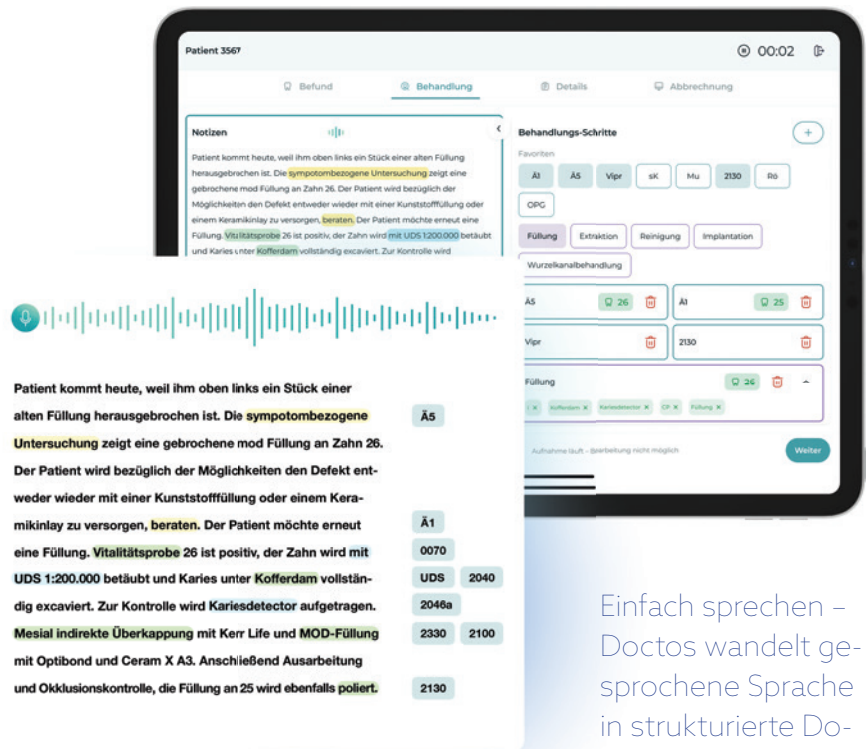 Patient 3567
00:02
Befund
Behandlung
Details
Abbrechnung
Notizen
Patient kommt heute, weil ihm oben links ein Stück einer alten Füllung
herausgebrochen ist. Die sympotombezogene Untersuchung zeigt eine
gebrochene mod Füllung an Zahn 26. Der Patient wird bezüglich der
Möglichkeiten den Defekt entweder wieder mit einer Kunststofffüllung oder
einem Keramikinlay zu versorgen, beraten. Der Patient möchte erneut eine
Füllung. Vitalitätsprobe 26 ist positiv, der Zahn wird mit UDS 1:200.000 betäubt
und Karies unter Kofferdam vollständig excaviert. Zur Kontrolle wird
Behandlungs-Schritte
Favoriten
Ä1 Ä5 Vipr sK Mu 2130 Rö
OPG
Füllung Extraktion Reinigung Implantation
Wurzelkanalbehandlung
Ä5 26 Ä1 25
Vipr 2130
Füllung 26
X Kofferdam X Kariesdetector X CP X Füllung X
Aufnahme läuft – Bearbeitung nicht möglich
Weiter
Patient kommt heute, weil ihm oben links ein Stück einer
alten Füllung herausgebrochen ist. Die sympotombezogene Ä5
Untersuchung zeigt eine gebrochene mod Füllung an Zahn 26.
Der Patient wird bezüglich der Möglichkeiten den Defekt ent-
weder wieder mit einer Kunststofffüllung oder einem Kera-
mikinlay zu versorgen, beraten. Der Patient möchte erneut Ä1
eine Füllung. Vitalitätsprobe 26 ist positiv, der Zahn wird mit 0070
UDS 1:200.000 betäubt und Karies unter Kofferdam vollstän- UDS 2040
dig excaviert. Zur Kontrolle wird Kariesdetector aufgetragen. 2046a
Mesial indirekte Überkappung mit Kerr Life und MOD-Füllung 2330 2100
mit Optibond und Ceram X A3. Anschließend Ausarbeitung
und Okklusionskontrolle, die Füllung an 25 wird ebenfalls poliert. 2130
Einfach sprechen –
Doctos wandelt ge-
sprochene Sprache
in strukturierte Do-